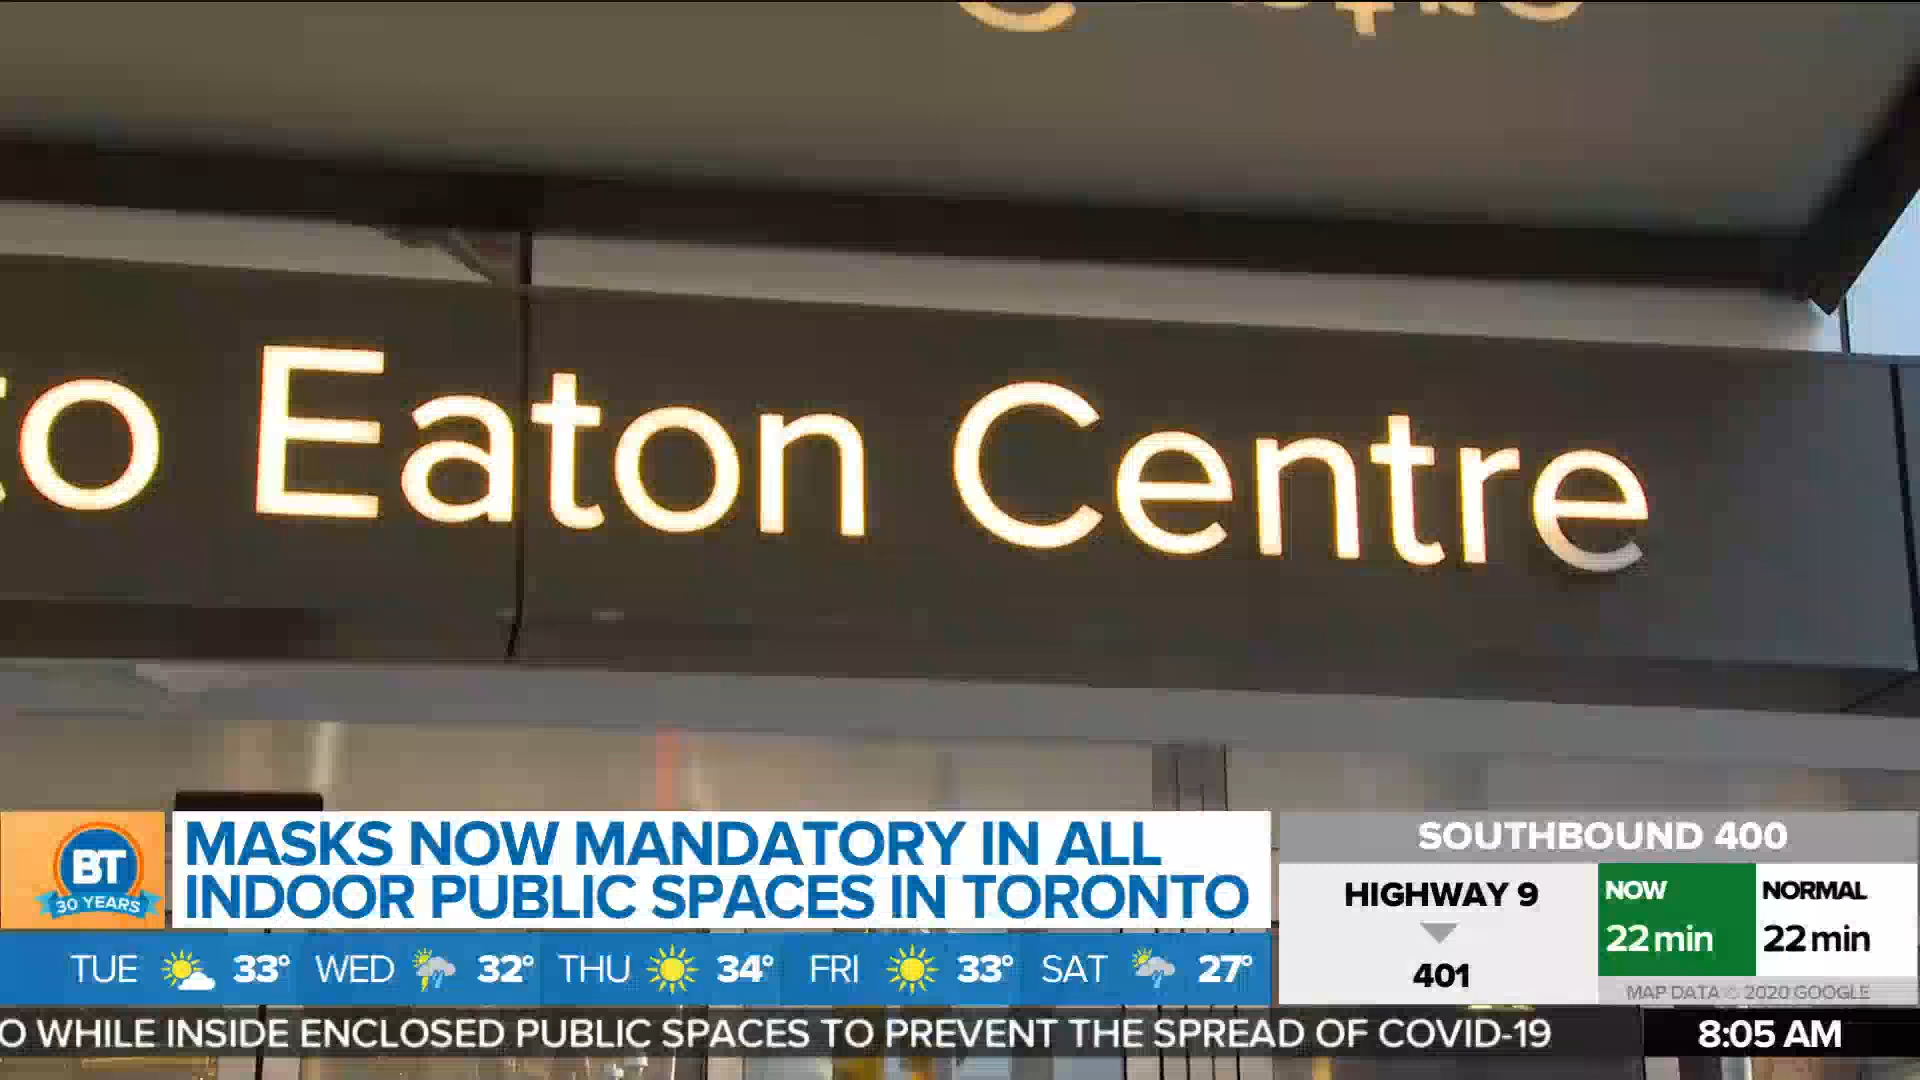 o Eaton Centre
BT
30 YEARS
MASKS NOW MANDATORY IN ALL
INDOOR PUBLIC SPACES IN TORONTO
TUE 33° WED 32° THU 34° FRI 33° SAT 27°
SOUTHBOUND 400
HIGHWAY 9
401
NOW
22 min
NORMAL
22 min
MAP DATA © 2020 GOOGLE
O WHILE INSIDE ENCLOSED PUBLIC SPACES TO PREVENT THE SPREAD OF COVID-19
8:05 AM